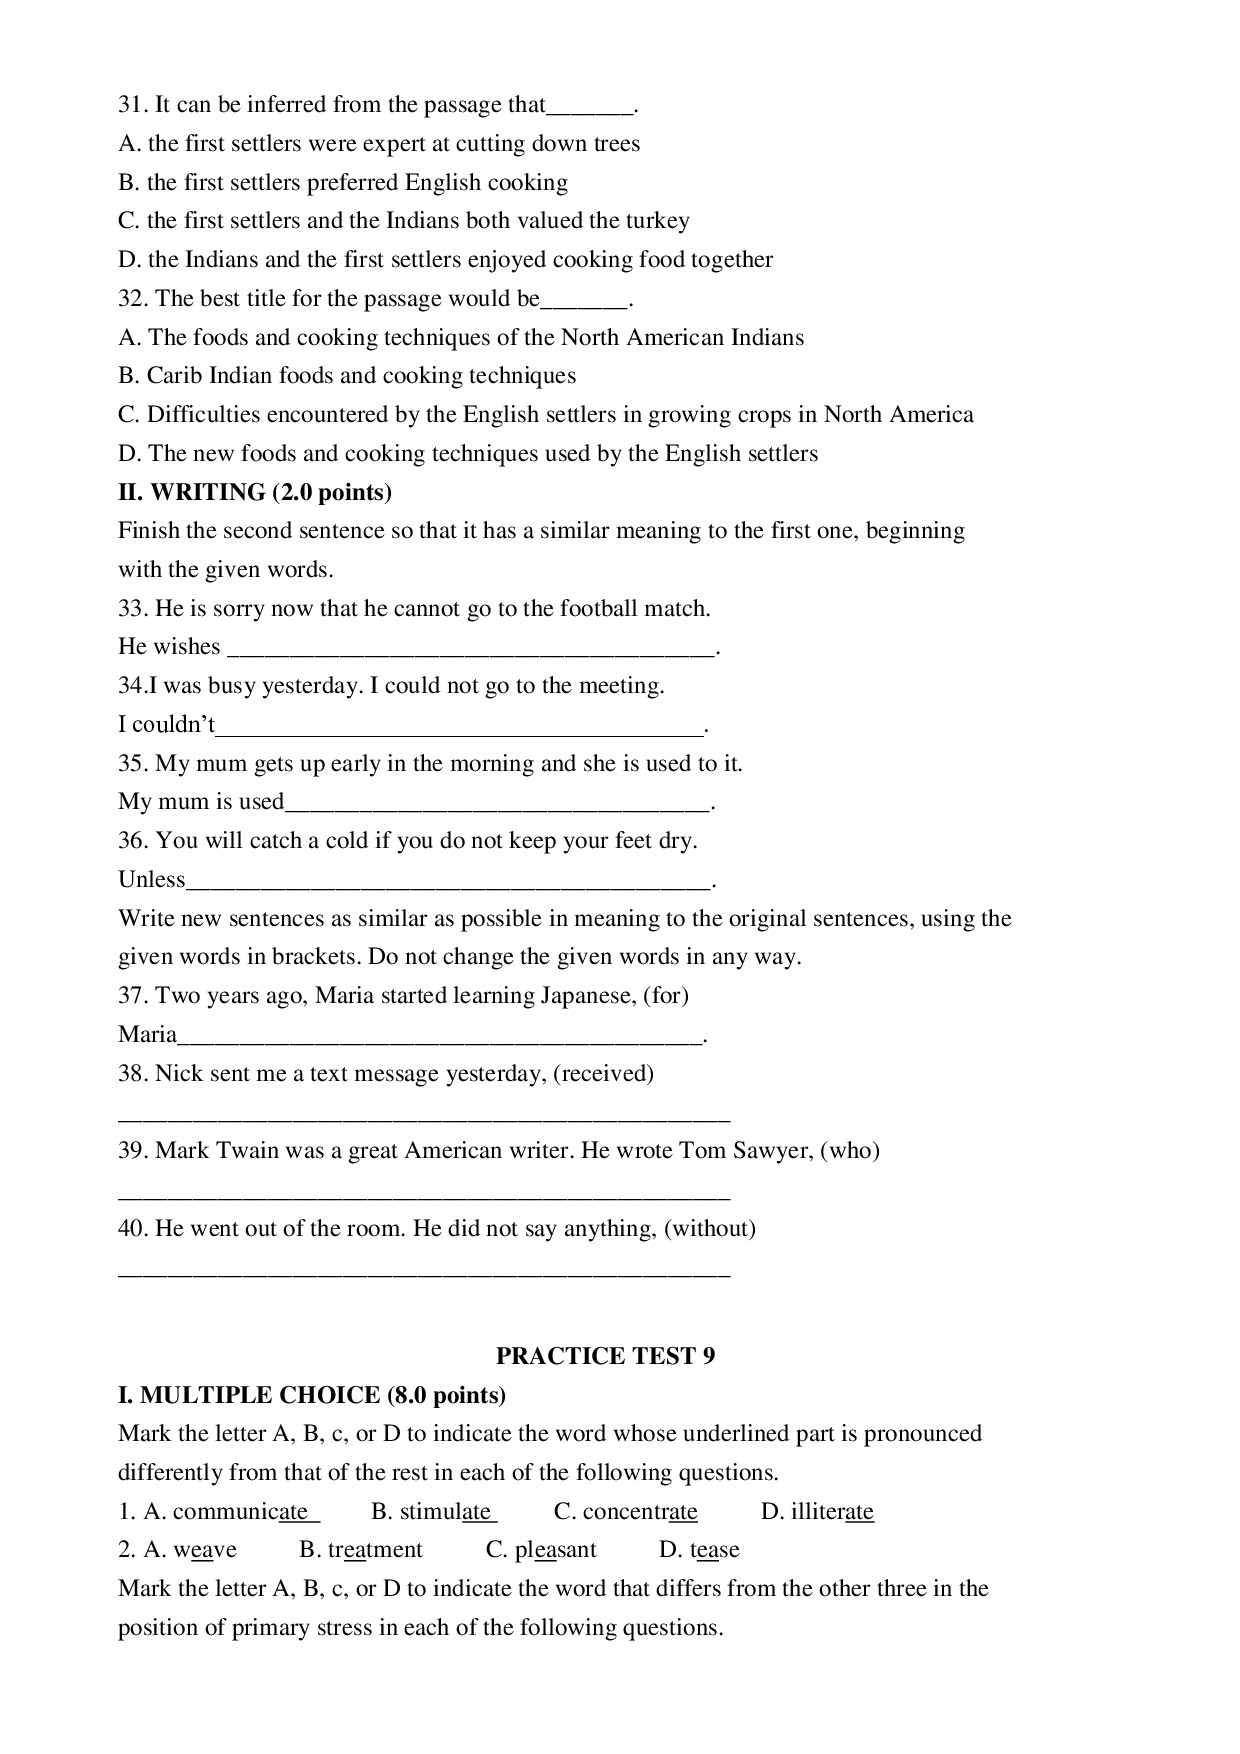 31. It can be inferred from the passage that_______.
A. the first settlers were expert at cutting down trees
B. the first settlers preferred English cooking
C. the first settlers and the Indians both valued the turkey
D. the Indians and the first settlers enjoyed cooking food together
32. The best title for the passage would be_______.
A. The foods and cooking techniques of the North American Indians
B. Carib Indian foods and cooking techniques
C. Difficulties encountered by the English settlers in growing crops in North America
D. The new foods and cooking techniques used by the English settlers
II. WRITING (2.0 points)
Finish the second sentence so that it has a similar meaning to the first one, beginning
with the given words.
33. He is sorry now that he cannot go to the football match.
He wishes _______________________________________.
34.I was busy yesterday. I could not go to the meeting.
I couldn’t_______________________________________.
35. My mum gets up early in the morning and she is used to it.
My mum is used__________________________________.
36. You will catch a cold if you do not keep your feet dry.
Unless__________________________________________.
Write new sentences as similar as possible in meaning to the original sentences, using the
given words in brackets. Do not change the given words in any way.
37. Two years ago, Maria started learning Japanese, (for)
Maria__________________________________________.
38. Nick sent me a text message yesterday, (received)
_________________________________________________
39. Mark Twain was a great American writer. He wrote Tom Sawyer, (who)
_________________________________________________
40. He went out of the room. He did not say anything, (without)
_________________________________________________
PRACTICE TEST 9
I. MULTIPLE CHOICE (8.0 points)
Mark the letter A, B, c, or D to indicate the word whose underlined part is pronounced
differently from that of the rest in each of the following questions.
1. A. communicate B. stimulate C. concentrate D. illiterate
2. A. weave B. treatment C. pleasant D. tease
Mark the letter A, B, c, or D to indicate the word that differs from the other three in the
position of primary stress in each of the following questions.